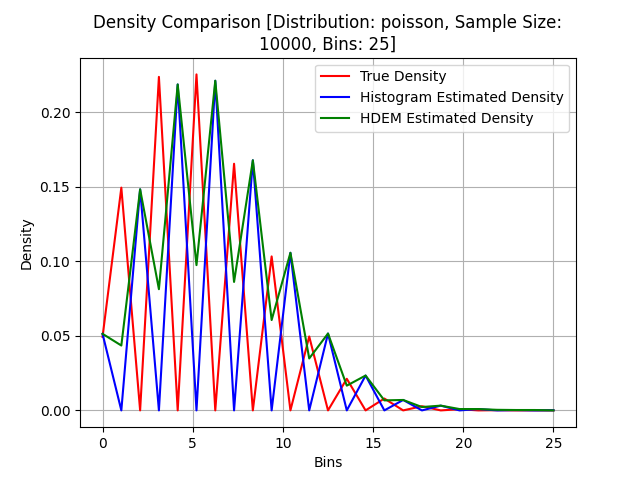 Density Comparison [Distribution: poisson, Sample Size:
10000, Bins: 25]
True Density
Histogram Estimated Density
HDEM Estimated Density
Density
0.20
0.15
0.10
0.05
0.00
0 5 10 15 20 25
Bins